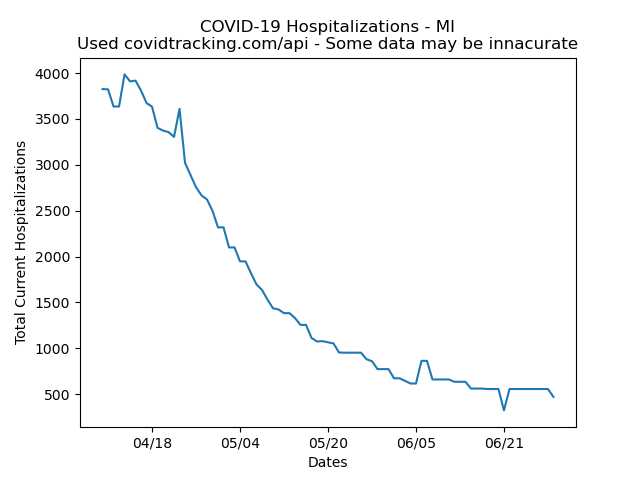 COVID-19 Hospitalizations - MI
Used covidtracking.com/api - Some data may be innacurate
Total Current Hospitalizations
4000
3500
3000
2500
2000
1500
1000
500
04/18 05/04 05/20 06/05 06/21
Dates